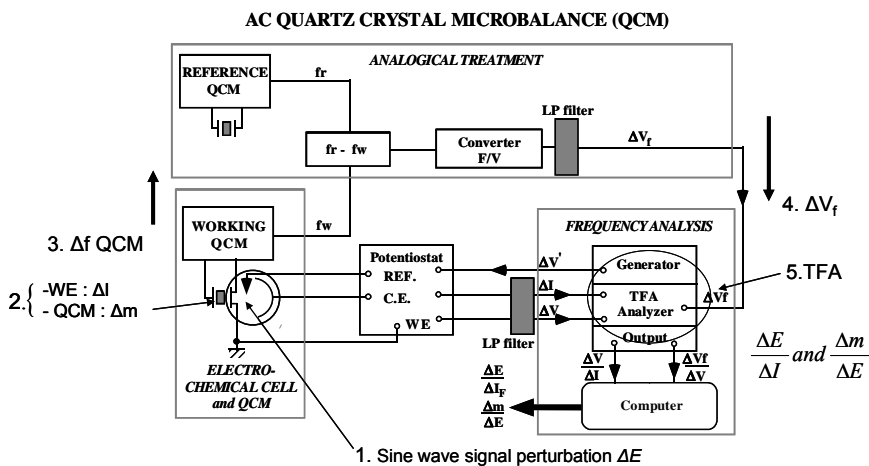 AC QUARTZ CRYSTAL MICROBALANCE (QCM)
ANALOGICAL TREATMENT
REFERENCE
QCM
fr
LP filter
fr - fw
Converter
F/V
ΔVf
4. ΔVf
3. Δf QCM
WORKING
QCM
fw
FREQUENCY ANALYSIS
Potentiostat
REF.
C.E.
WE
ΔV'
ΔI
ΔV
LP filter
Generator
TFA
Analyzer
ΔVf
Output
5.TFA
2.{ -WE : ΔI
- QCM : Δm
ELECTRO-
CHEMICAL CELL
and QCM
ΔV
ΔI
ΔVf
ΔV
ΔE
ΔI and Δm
ΔE
ΔE
ΔIF
Δm
ΔE
Computer
1. Sine wave signal perturbation ΔE